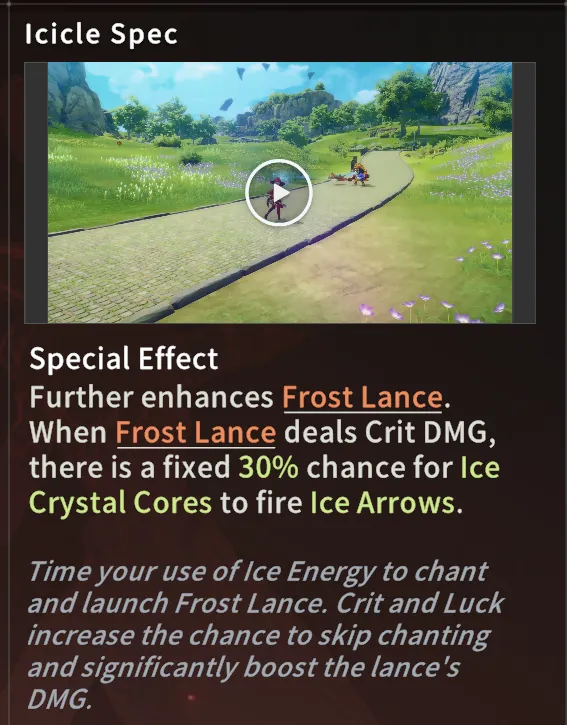 Icicle Spec
Special Effect
Further enhances Frost Lance.
When Frost Lance deals Crit DMG,
there is a fixed 30% chance for Ice
Crystal Cores to fire Ice Arrows.
Time your use of Ice Energy to chant
and launch Frost Lance. Crit and Luck
increase the chance to skip chanting
and significantly boost the lance's
DMG.